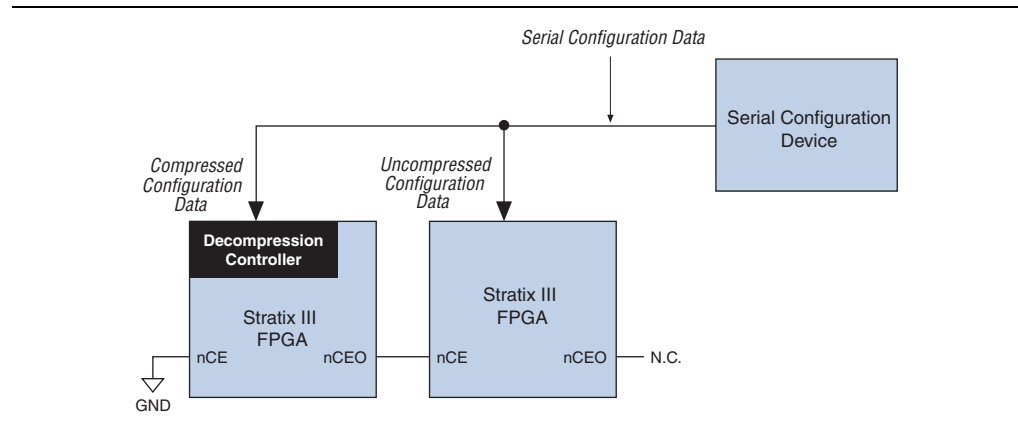 Serial Configuration Data
Serial Configuration
Device
Compressed
Configuration
Data
Uncompressed
Configuration
Data
Decompression
Controller
Stratix III
FPGA
Stratix III
FPGA
nCE
nCEO
nCE
nCEO
N.C.
GND